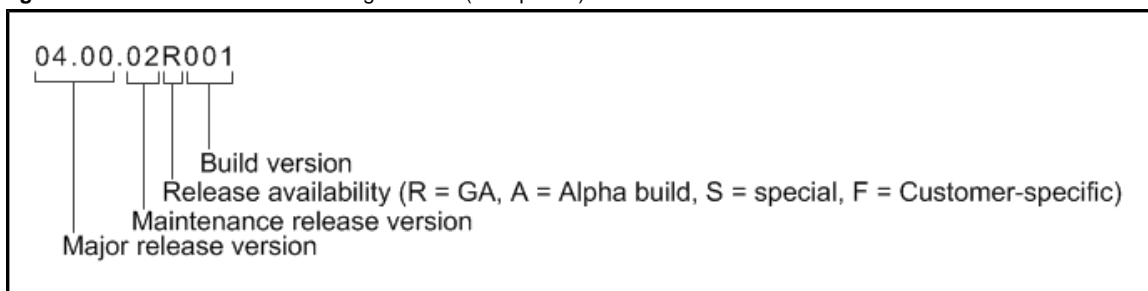 04.00.02R001
Build version
Release availability (R = GA, A = Alpha build, S = special, F = Customer-specific)
Maintenance release version
Major release version